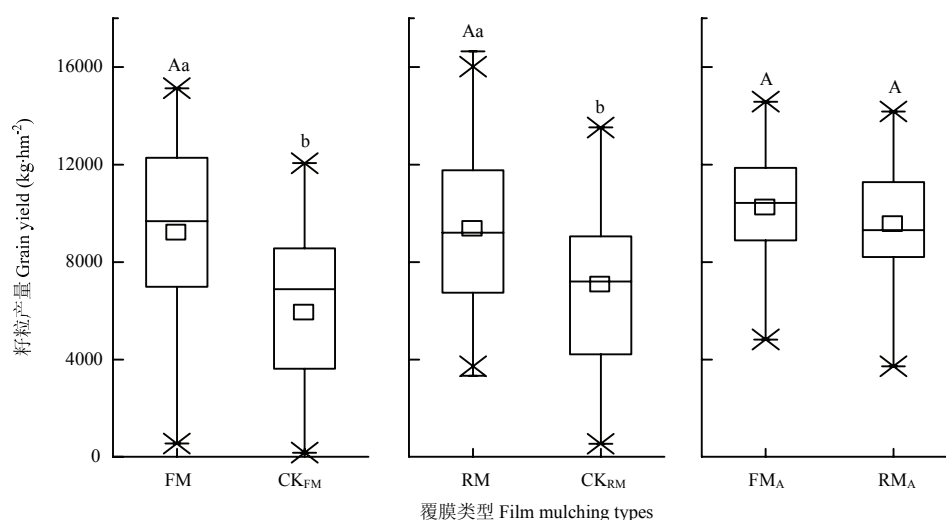 籽粒产量 Grain yield (kg·hm-2)
16000
12000
8000
4000
0
Aa
b
Aa
b
A
A
FM
CKFM
RM
CKRM
FMA
RMA
覆膜类型 Film mulching types